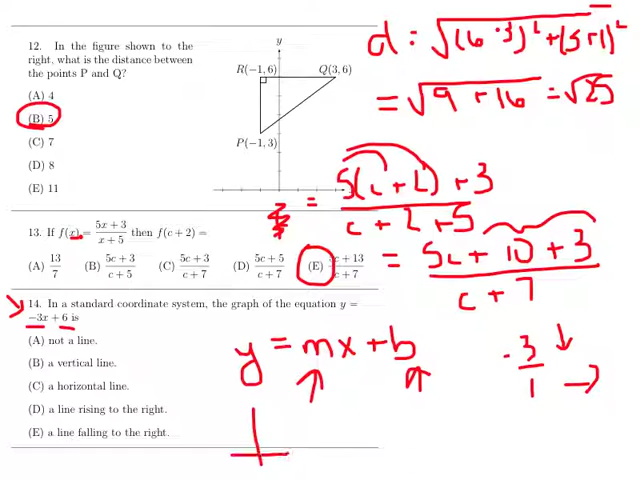 12. In the figure shown to the
right, what is the distance between
the points P and Q?
(A) 4
(B) 5
(C) 7
(D) 8
(E) 11
y
R(−1, 6)
Q(3, 6)
P(−1, 3)
d = √(6-3)² + (3+1)²
= √9 + 16 = √25
13. If f(x) = 5x + 3 / x + 5 then f(c + 2) =
(A) 13/7 (B) 5c + 3 / c + 5 (C) 5c + 3 / c + 7 (D) 5c + 5 / c + 7 (E) 5c + 13 / c + 7
= 5(c + 2) + 3 / c + 2 + 5
= 5c + 10 + 3 / c + 7
14. In a standard coordinate system, the graph of the equation y =
−3x + 6 is
(A) not a line.
(B) a vertical line.
(C) a horizontal line.
(D) a line rising to the right.
(E) a line falling to the right.
y = mx + b
-3/1